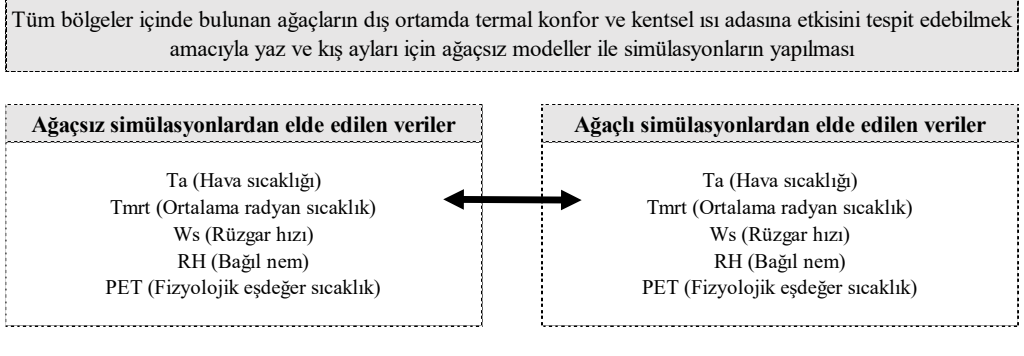 Tüm bölgeler içinde bulunan ağaçların dış ortamda termal konfor ve kentsel ısı adasına etkisini tespit edebilmek
amacıyla yaz ve kış ayları için ağaçsız modeller ile simülasyonların yapılması
Ağaçsız simülasyonlardan elde edilen veriler
Ta (Hava sıcaklığı)
Tmrt (Ortalama radyan sıcaklık)
Ws (Rüzgar hızı)
RH (Bağıl nem)
PET (Fizyolojik eşdeğer sıcaklık)
Ağaçlı simülasyonlardan elde edilen veriler
Ta (Hava sıcaklığı)
Tmrt (Ortalama radyan sıcaklık)
Ws (Rüzgar hızı)
RH (Bağıl nem)
PET (Fizyolojik eşdeğer sıcaklık)